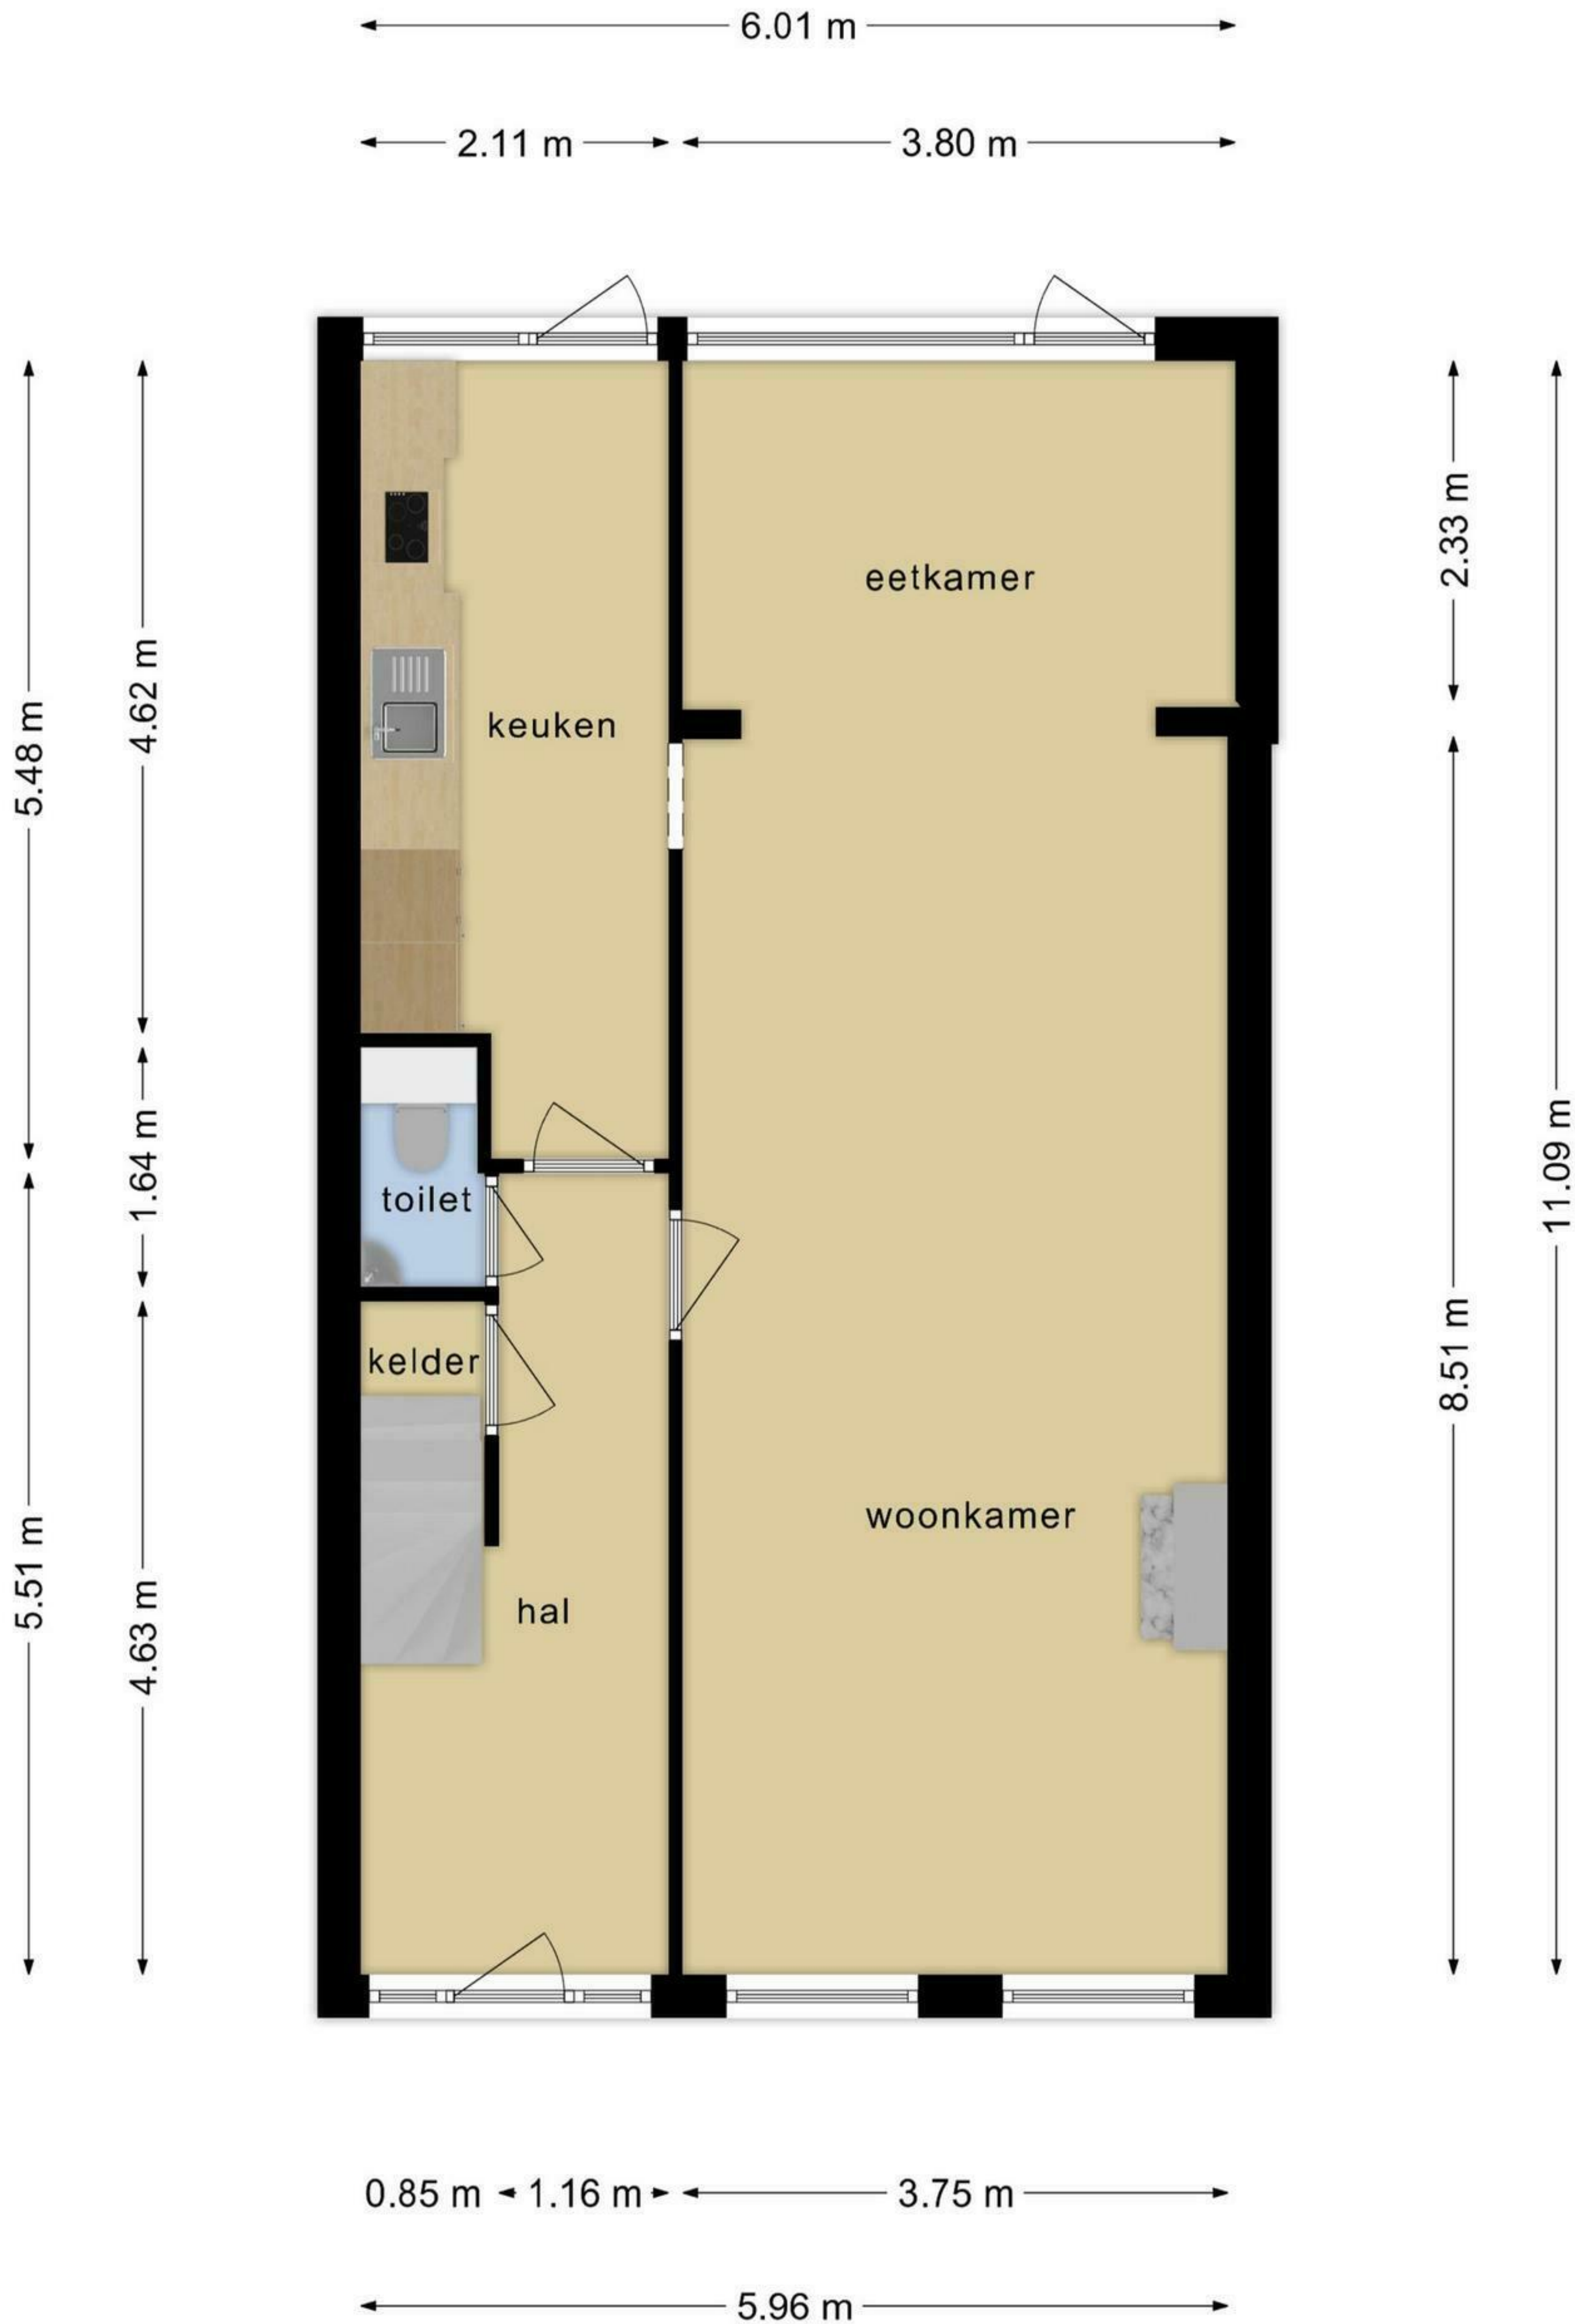 6.01 m
2.11 m
3.80 m
eetkamer
keuken
toilet
kelder
woonkamer
hal
5.48 m
4.62 m
1.64 m
5.51 m
4.63 m
2.33 m
8.51 m
11.09 m
0.85 m
1.16 m
3.75 m
5.96 m